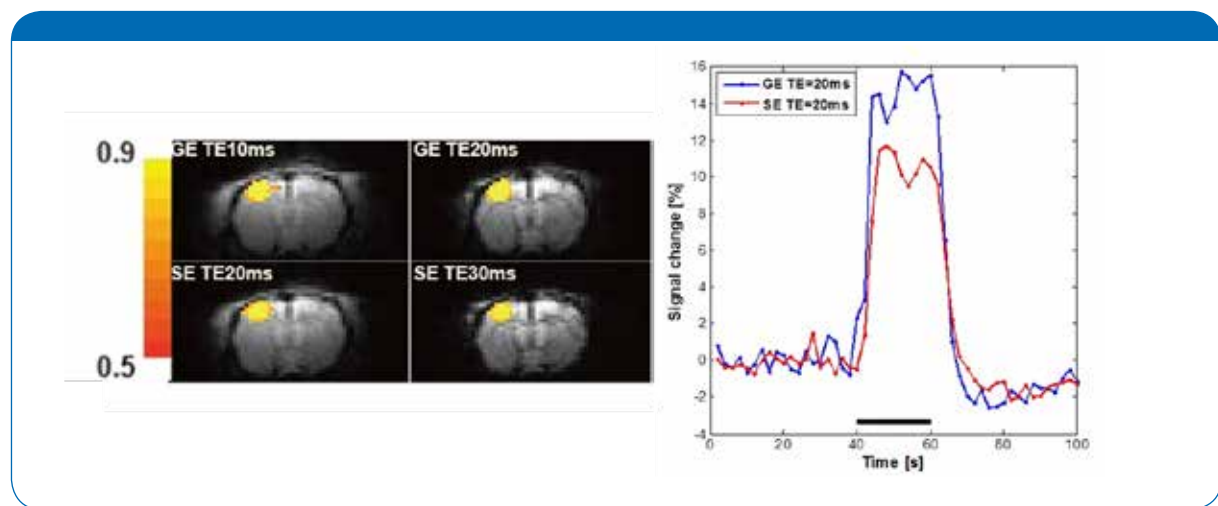 0.9
0.5
GE TE10ms
GE TE20ms
SE TE20ms
SE TE30ms
GE TE=20ms
SE TE=20ms
Signal change [%]
16
14
12
10
8
6
4
2
0
-2
-4
0
20
40
60
80
100
Time [s]